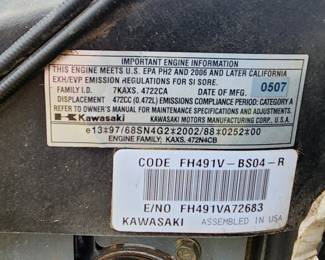 IMPORTANT ENGINE INFORMATION
THIS ENGINE MEETS U.S. EPA PH2 AND 2006 AND LATER CALIFORNIA
EXH/EVP EMISSION REGULATIONS FOR SI SORE.
FAMILY I.D. 7KAXS. 4722CA DATE OF MFG. 0507
DISPLACEMENT 472CC (0.472L) EMISSIONS COMPLIANCE PERIOD: CATEGORY A
REFER TO OWNER'S MANUAL FOR MAINTENANCE SPECIFICATIONS AND ADJUSTMENTS.
Kawasaki KAWASAKI MOTORS MANUFACTURING CORP., U.S.A.
e13*97/68SN4G2*2002/88*0252*00
ENGINE FAMILY; KAXS. 472N4CB
CODE FH491V-BS04-R
E/NO FH491VA72683
KAWASAKI ASSEMBLED IN USA